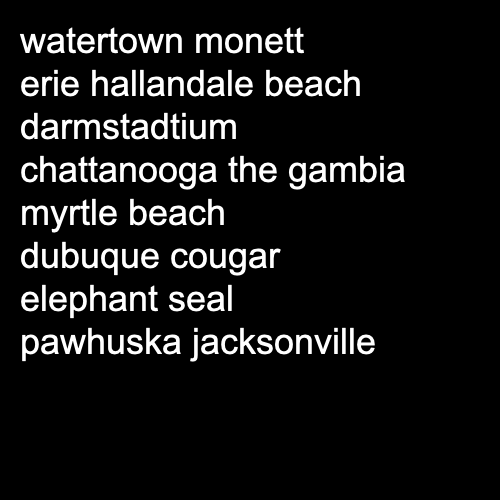 watertown monett
erie hallandale beach
darmstadtium
chattanooga the gambia
myrtle beach
dubuque cougar
elephant seal
pawhuska jacksonville